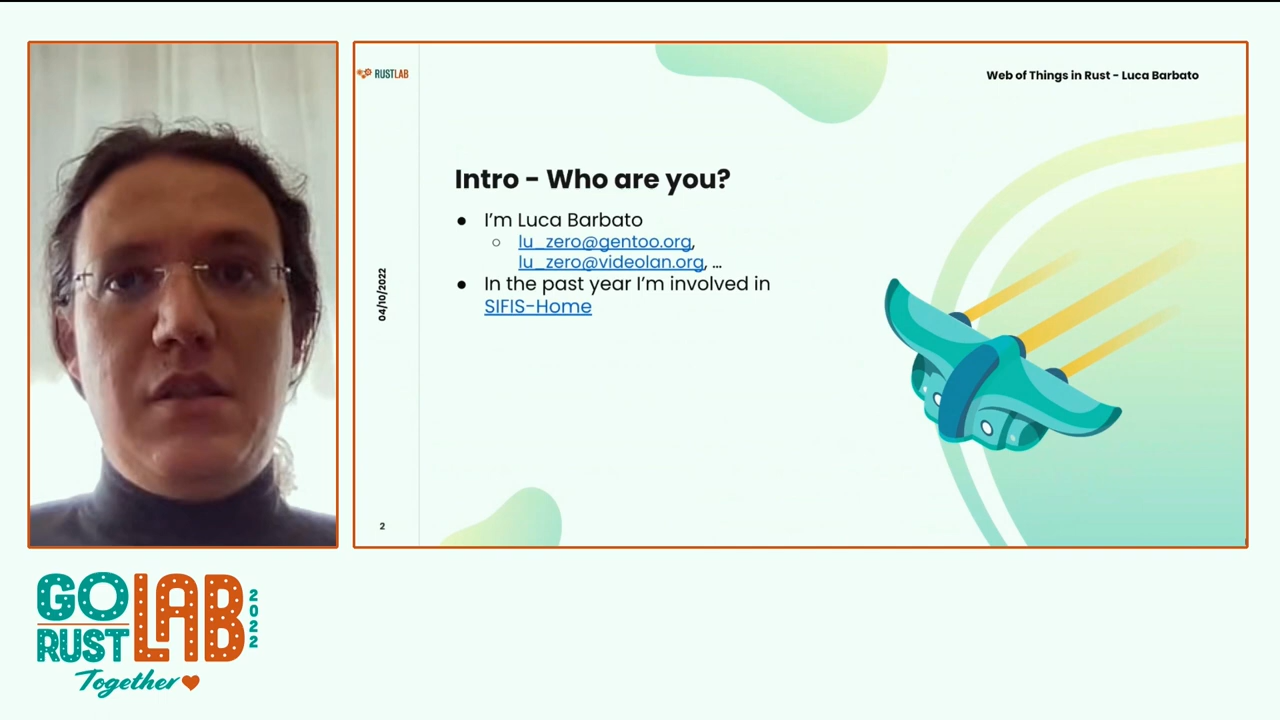 RUSTLAB
Web of Things in Rust - Luca Barbato
Intro - Who are you?
● I'm Luca Barbato
○ lu_zero@gentoo.org,
lu_zero@videolan.org, ...
● In the past year I'm involved in
SIFIS-Home
04/10/2022
2
GO LAB
RUST
2022
Together